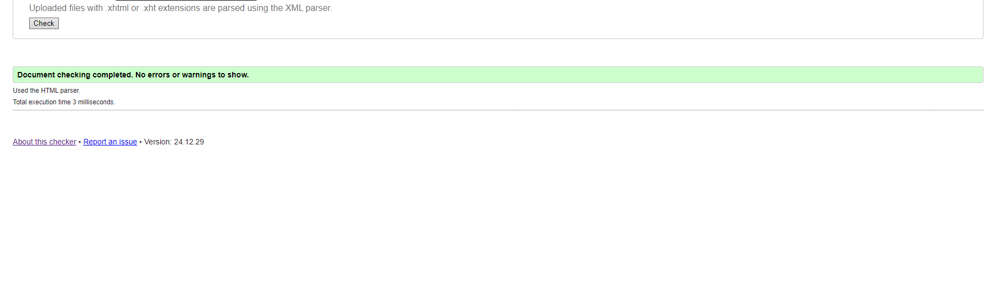 Uploaded files with .xhtml or .xht extensions are parsed using the XML parser.
Check
Document checking completed. No errors or warnings to show.
Used the HTML parser.
Total execution time 3 milliseconds.
About this checker • Report an issue • Version: 24.12.29